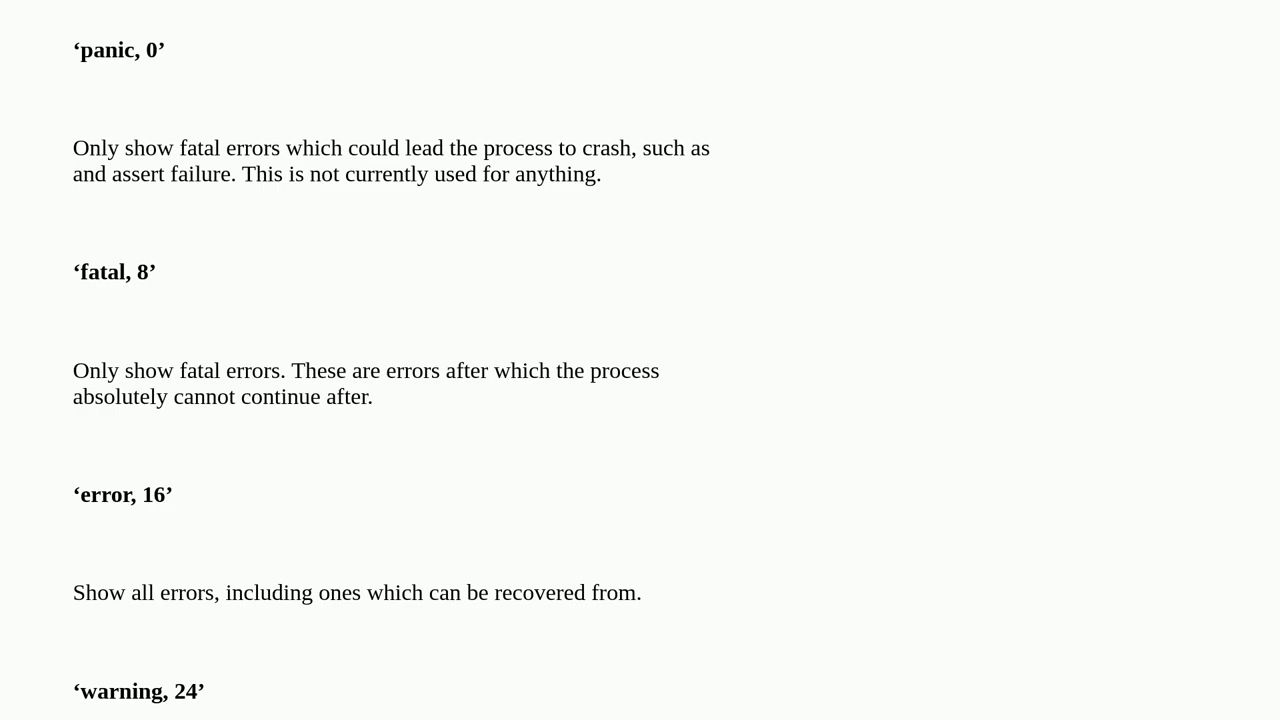 ‘panic, 0’
Only show fatal errors which could lead the process to crash, such as
and assert failure. This is not currently used for anything.
‘fatal, 8’
Only show fatal errors. These are errors after which the process
absolutely cannot continue after.
‘error, 16’
Show all errors, including ones which can be recovered from.
‘warning, 24’